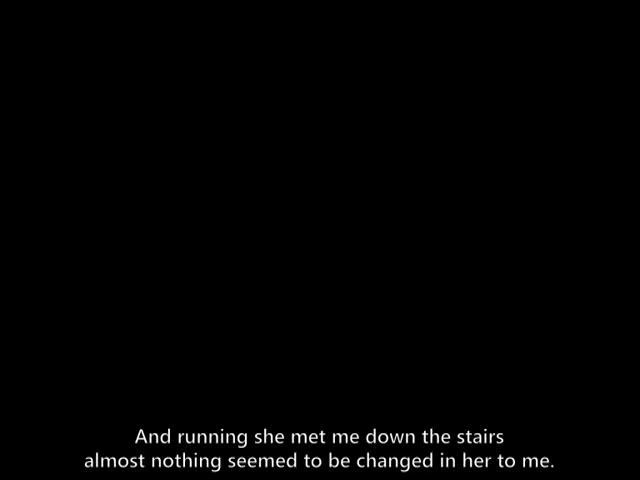 And running she met me down the stairs
almost nothing seemed to be changed in her to me.